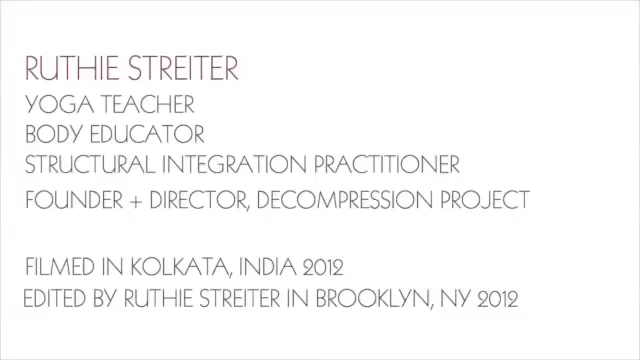 RUTHIE STREITER
YOGA TEACHER
BODY EDUCATOR
STRUCTURAL INTEGRATION PRACTITIONER
FOUNDER + DIRECTOR, DECOMPRESSION PROJECT
FILMED IN KOLKATA, INDIA 2012
EDITED BY RUTHIE STREITER IN BROOKLYN, NY 2012